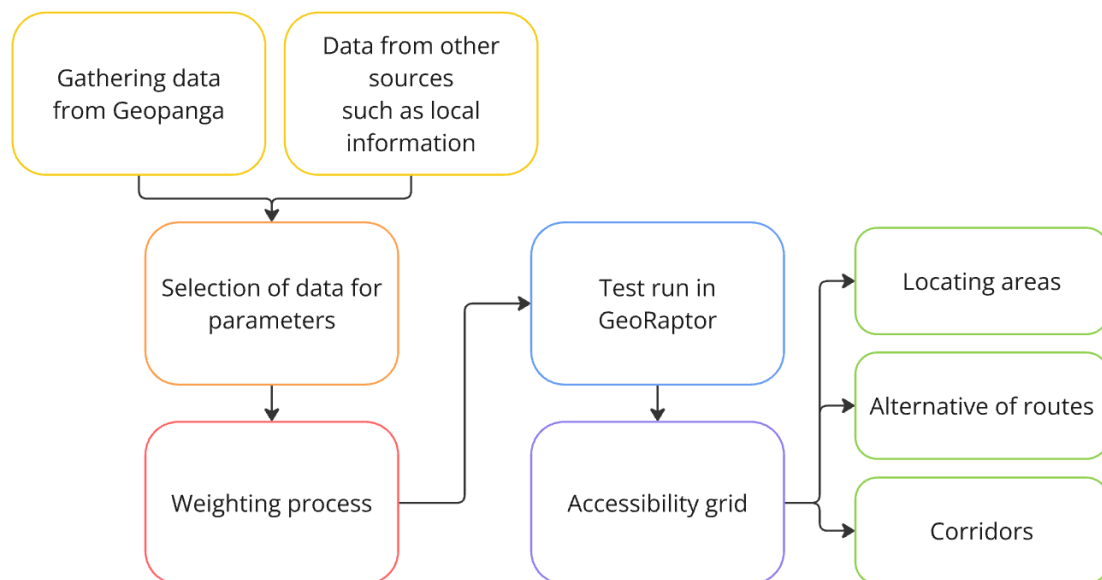 Gathering data
from Geopanga
Data from other
sources
such as local
information
Selection of data for
parameters
Weighting process
Test run in
GeoRaptor
Accessibility grid
Locating areas
Alternative of routes
Corridors